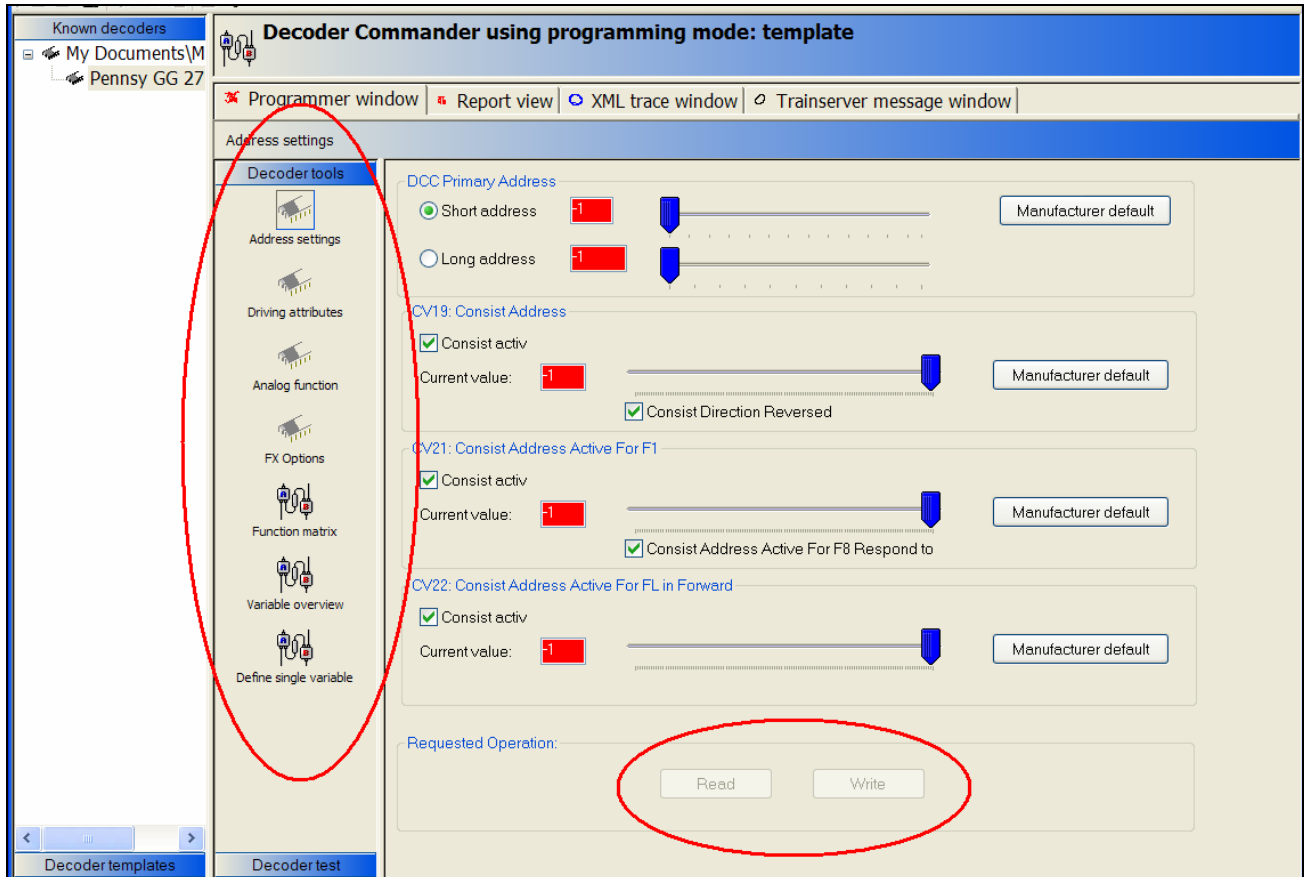 Known decoders
My Documents\M
Pennsy GG 27
Decoder Commander using programming mode: template
Programmer window
Report view
XML trace window
Trainserver message window
Address settings
Decoder tools
Address settings
Driving attributes
Analog function
FX Options
Function matrix
Variable overview
Define single variable
DCC Primary Address
Short address
-1
Manufacturer default
Long address
-1
CV19: Consist Address
Consist activ
Current value:
-1
Manufacturer default
Consist Direction Reversed
CV21: Consist Address Active For F1
Consist activ
Current value:
-1
Manufacturer default
Consist Address Active For F8 Respond to
CV22: Consist Address Active For FL in Forward
Consist activ
Current value:
-1
Manufacturer default
Requested Operation:
Read
Write
Decoder templates
Decoder test